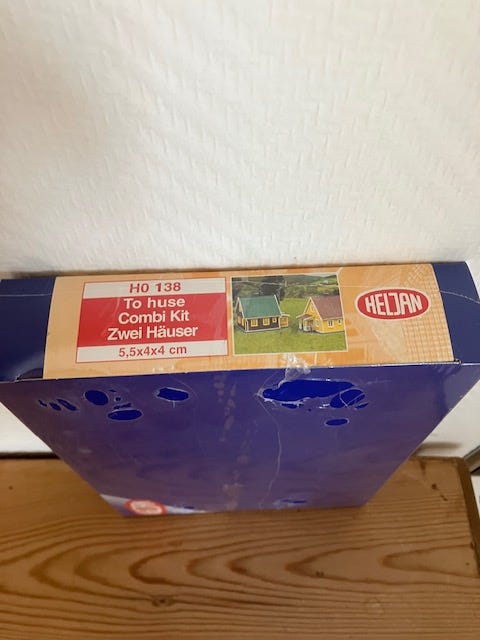 H0 138
To huse
Combi Kit
Zwei Häuser
5,5x4x4 cm
HELJAN